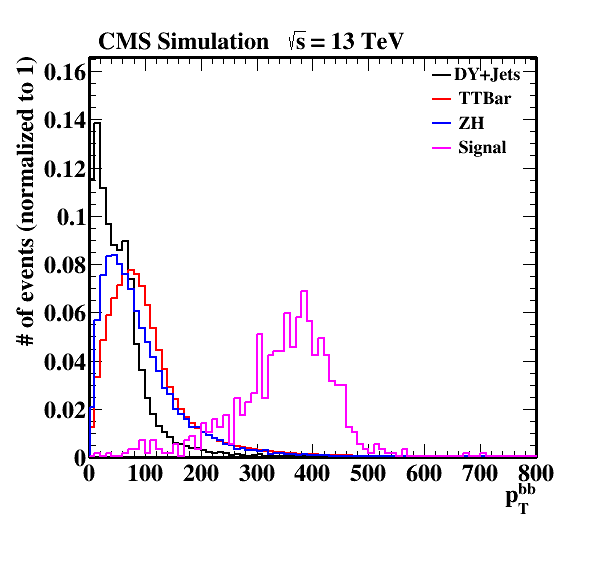 CMS Simulation √s = 13 TeV
# of events (normalized to 1)
0.16
0.14
0.12
0.1
0.08
0.06
0.04
0.02
0
DY+Jets
TTBar
ZH
Signal
0 100 200 300 400 500 600 700 800
p_T^bb